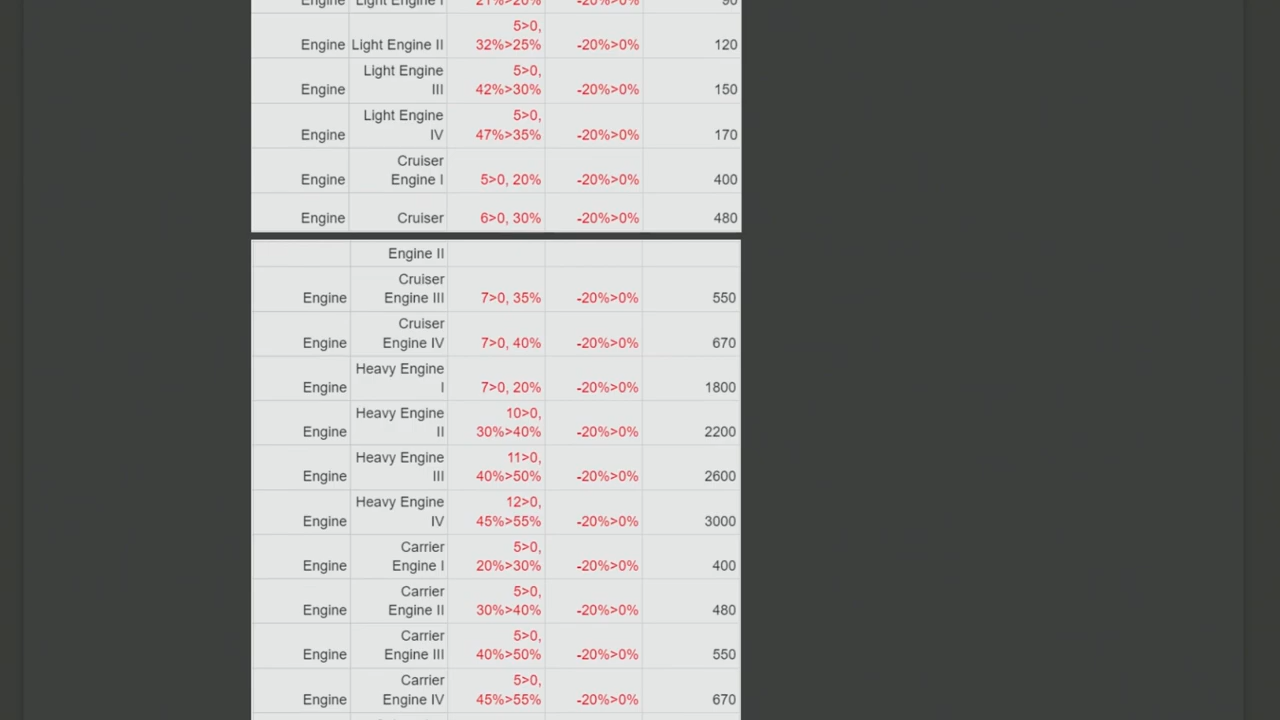 Engine Light Engine I 21%>20% -20%>0% 90
5>0,
Engine Light Engine II 32%>25% -20%>0% 120
Light Engine 5>0,
Engine III 42%>30% -20%>0% 150
Light Engine 5>0,
Engine IV 47%>35% -20%>0% 170
Cruiser
Engine Engine I 5>0, 20% -20%>0% 400
Engine Cruiser 6>0, 30% -20%>0% 480
Engine II
Cruiser
Engine Engine III 7>0, 35% -20%>0% 550
Cruiser
Engine Engine IV 7>0, 40% -20%>0% 670
Heavy Engine
Engine I 7>0, 20% -20%>0% 1800
Heavy Engine 10>0,
Engine II 30%>40% -20%>0% 2200
Heavy Engine 11>0,
Engine III 40%>50% -20%>0% 2600
Heavy Engine 12>0,
Engine IV 45%>55% -20%>0% 3000
Carrier 5>0,
Engine Engine I 20%>30% -20%>0% 400
Carrier 5>0,
Engine Engine II 30%>40% -20%>0% 480
Carrier 5>0,
Engine Engine III 40%>50% -20%>0% 550
Carrier 5>0,
Engine Engine IV 45%>55% -20%>0% 670